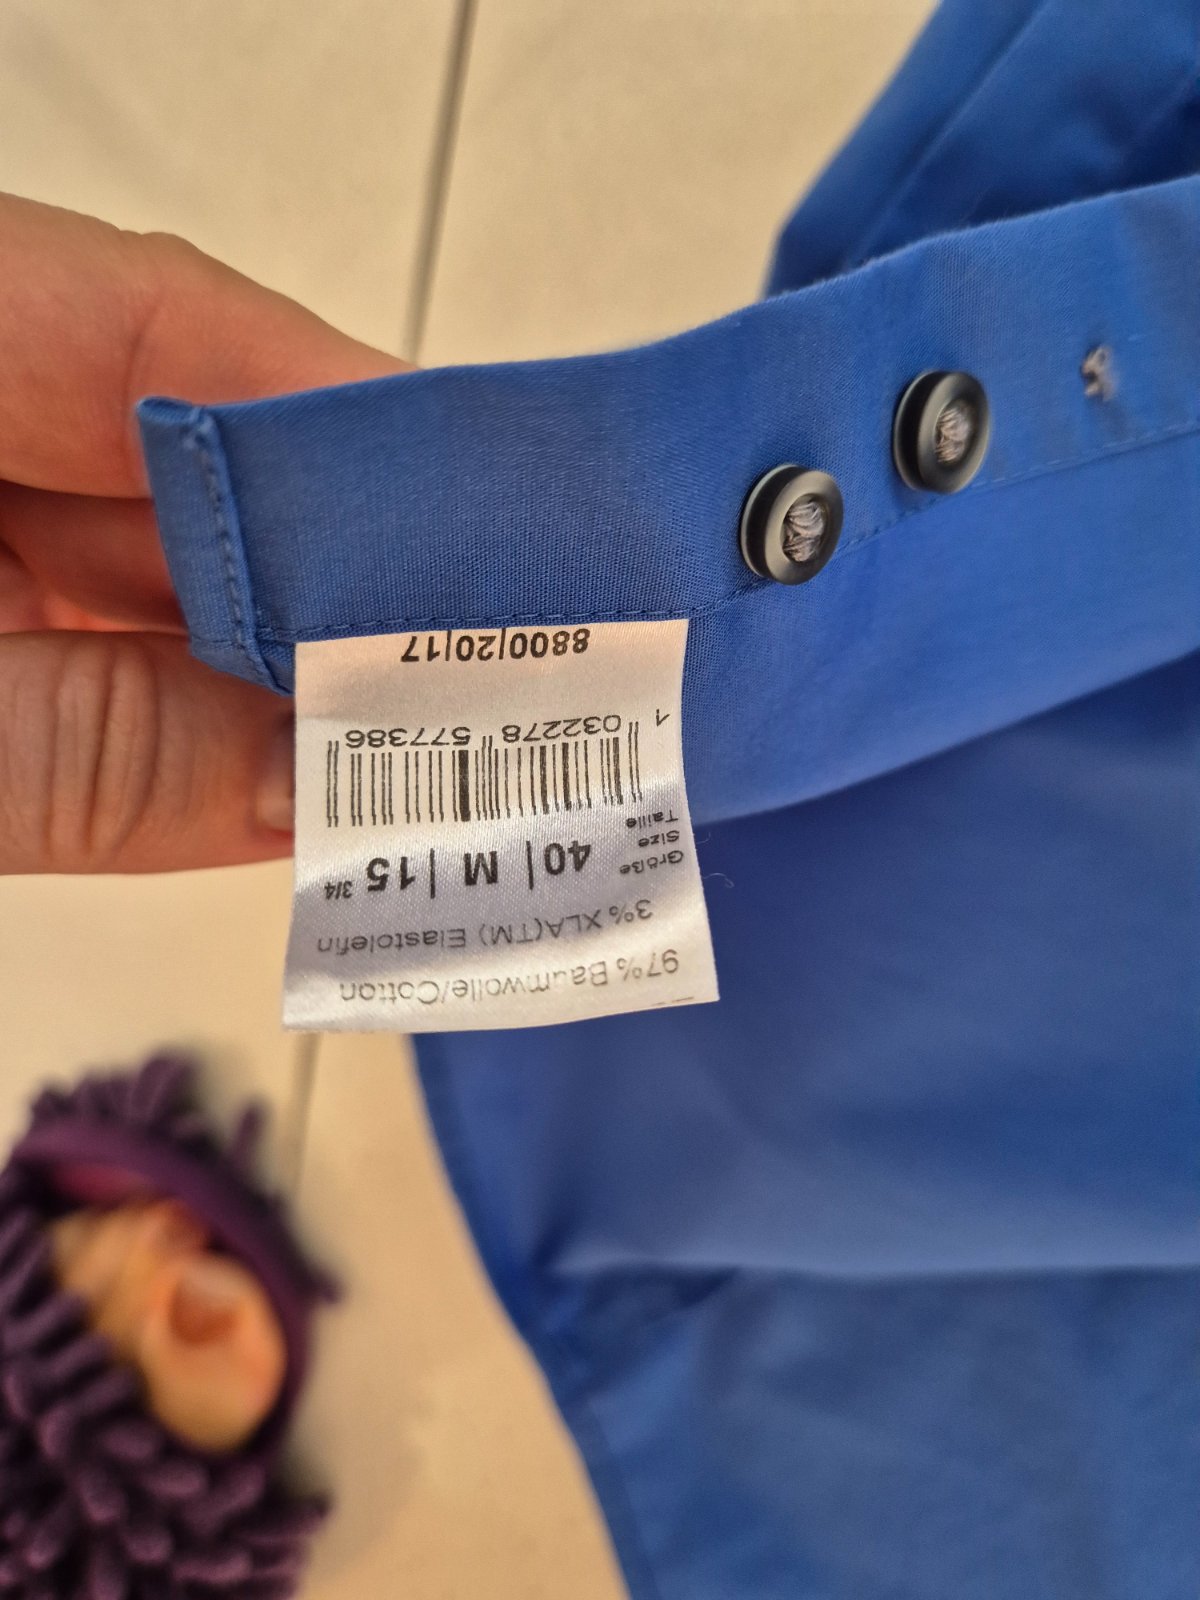 97% Baumwolle/Cotton
3% XLA(TM) Elastolefin
Größe
Size
Taille
40 | M | 15 3/4
4 032278 577386
8800|20|17